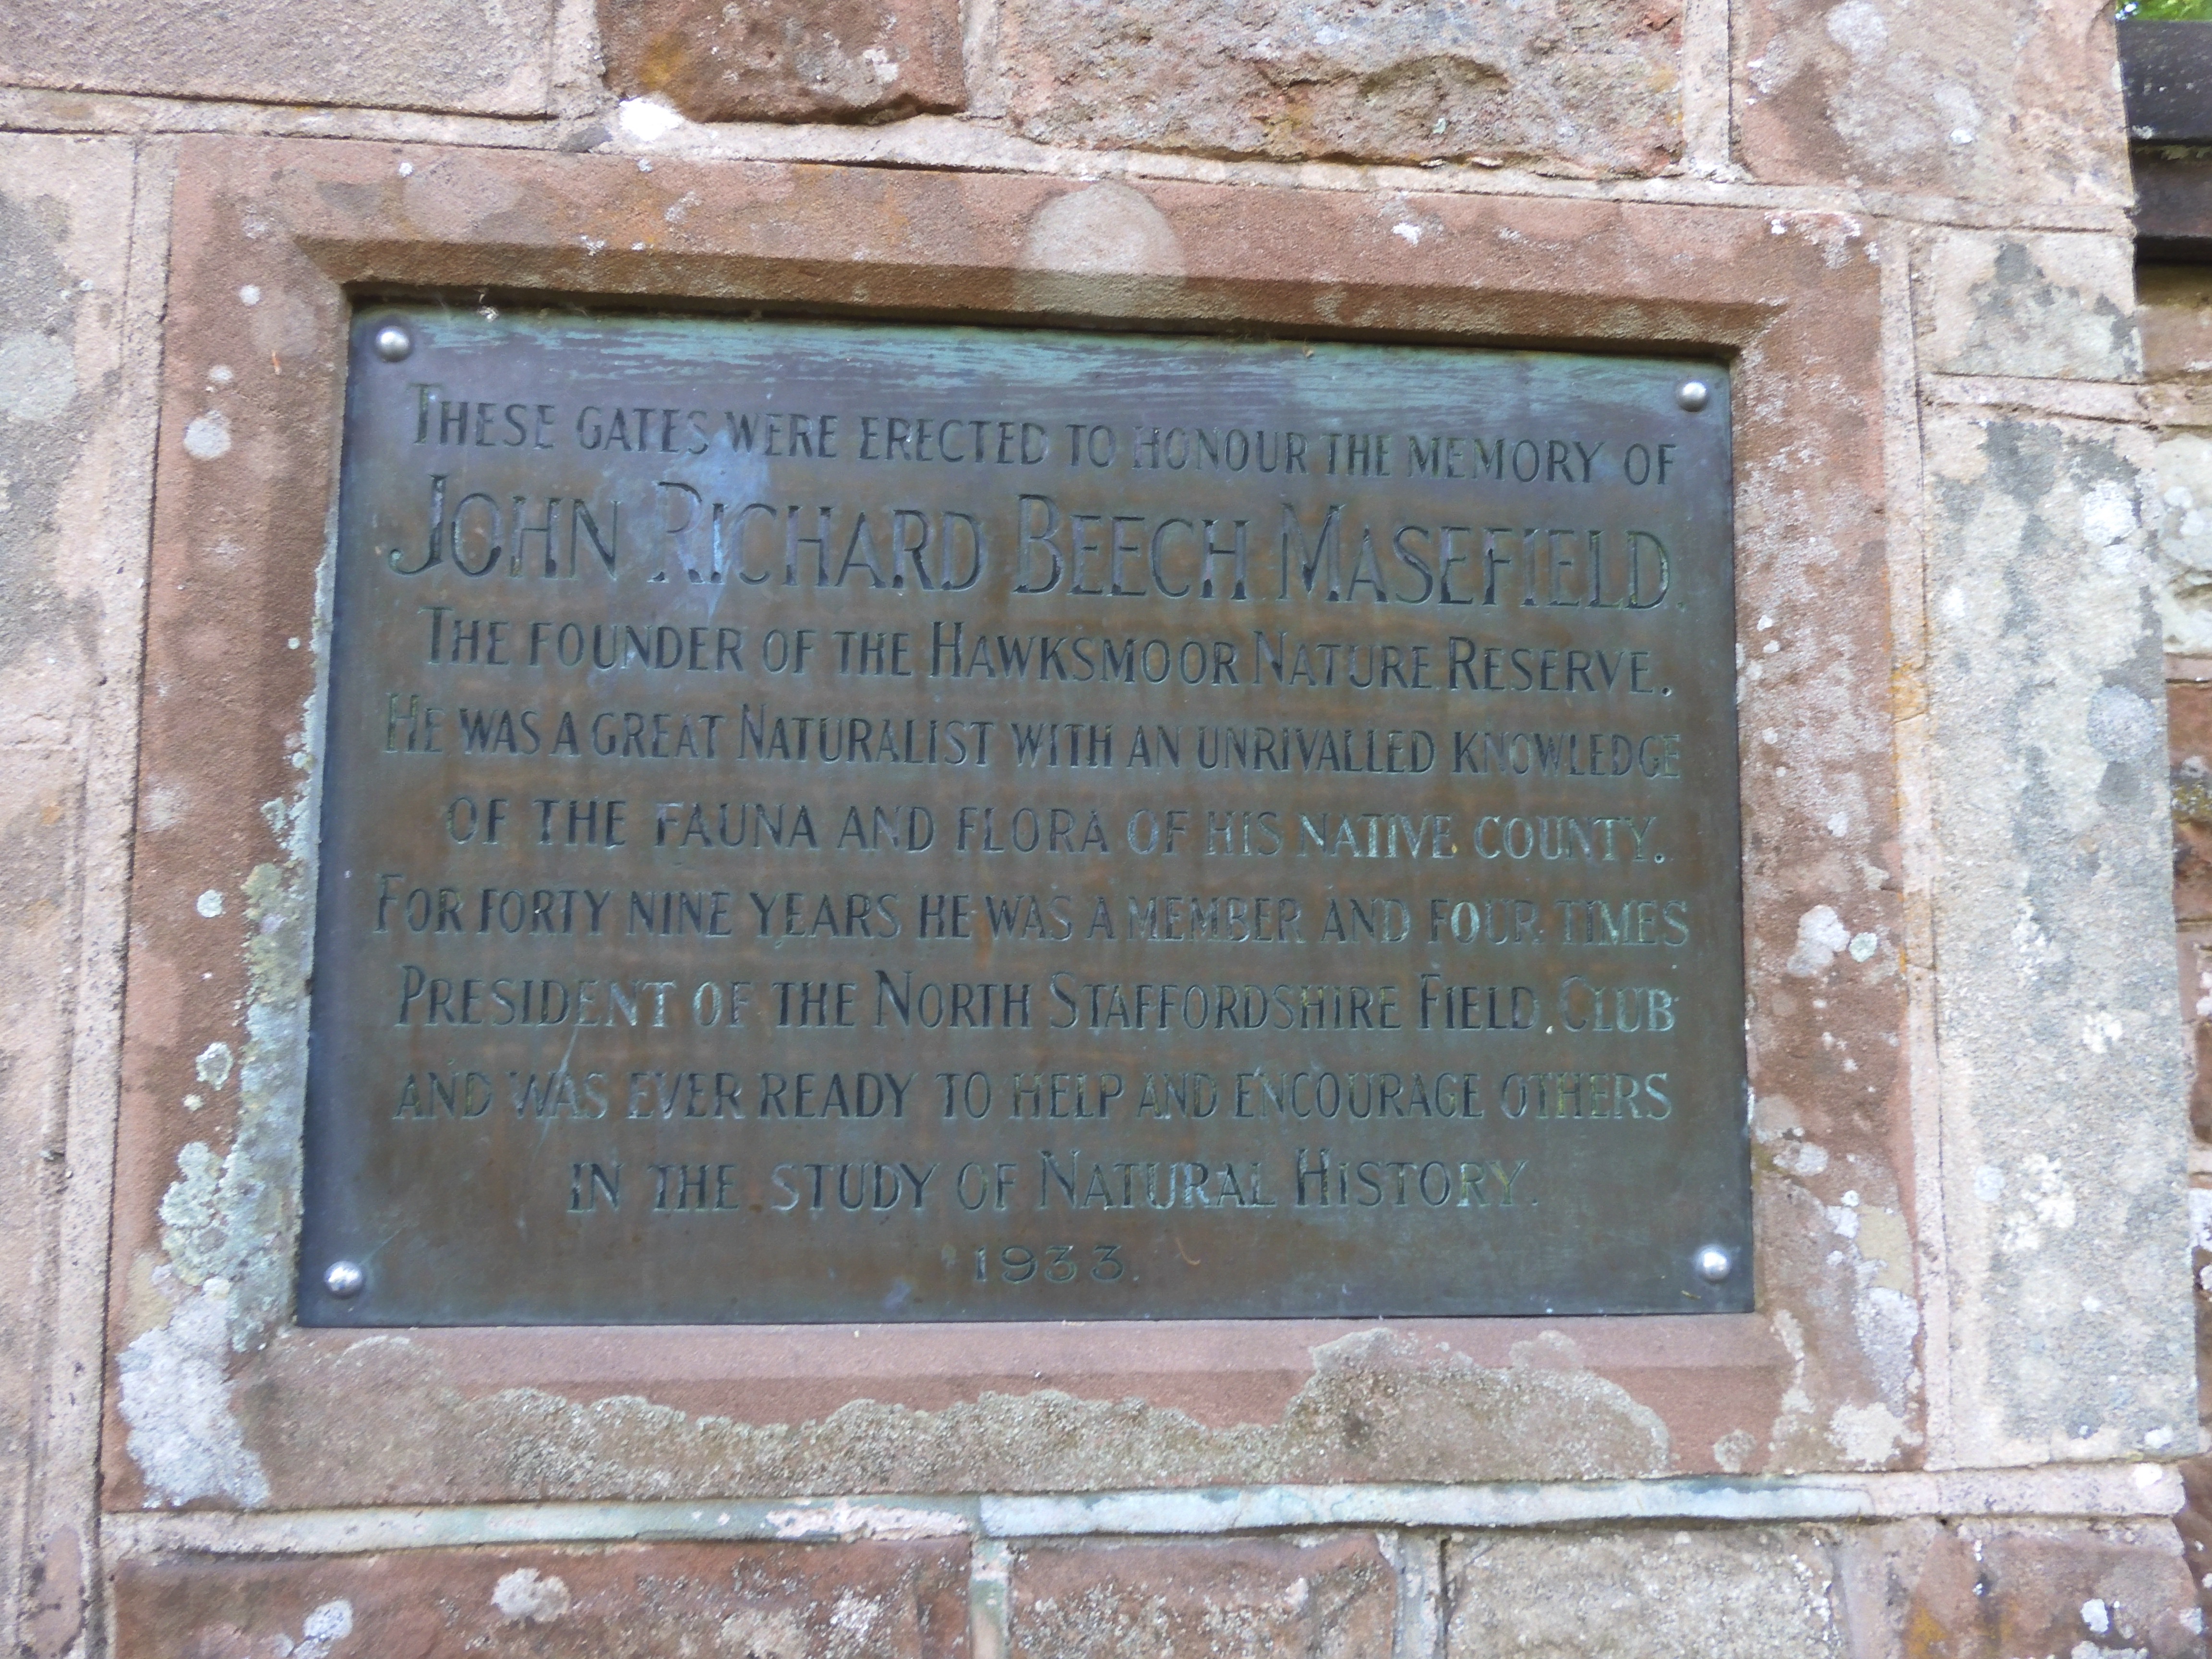 THESE GATES WERE ERECTED TO HONOUR THE MEMORY OF
JOHN RICHARD BEECH MASEFIELD.
THE FOUNDER OF THE HAWKSMOOR NATURE RESERVE.
HE WAS A GREAT NATURALIST WITH AN UNRIVALLED KNOWLEDGE
OF THE FAUNA AND FLORA OF HIS NATIVE COUNTY.
FOR FORTY NINE YEARS HE WAS A MEMBER AND FOUR TIMES
PRESIDENT OF THE NORTH STAFFORDSHIRE FIELD CLUB
AND WAS EVER READY TO HELP AND ENCOURAGE OTHERS
IN THE STUDY OF NATURAL HISTORY.
1933.